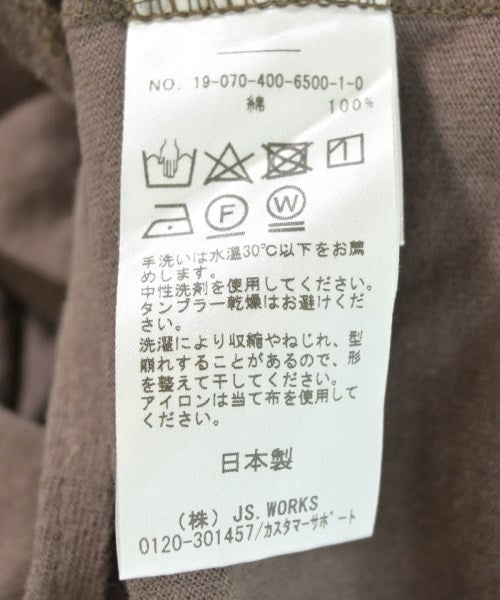 NO. 19-070-400-6500-1-0
綿 100%
F W
手洗いは水温30℃以下をお薦
めします。
中性洗剤を使用してください。
タンブラー乾燥はお避けくだ
さい。
洗濯により収縮やねじれ、型
崩れすることがあるので、形
を整えて干してください。
アイロンは当て布を使用して
ください。
日本製
(株) JS.WORKS
0120-301457/カスタマーサポート